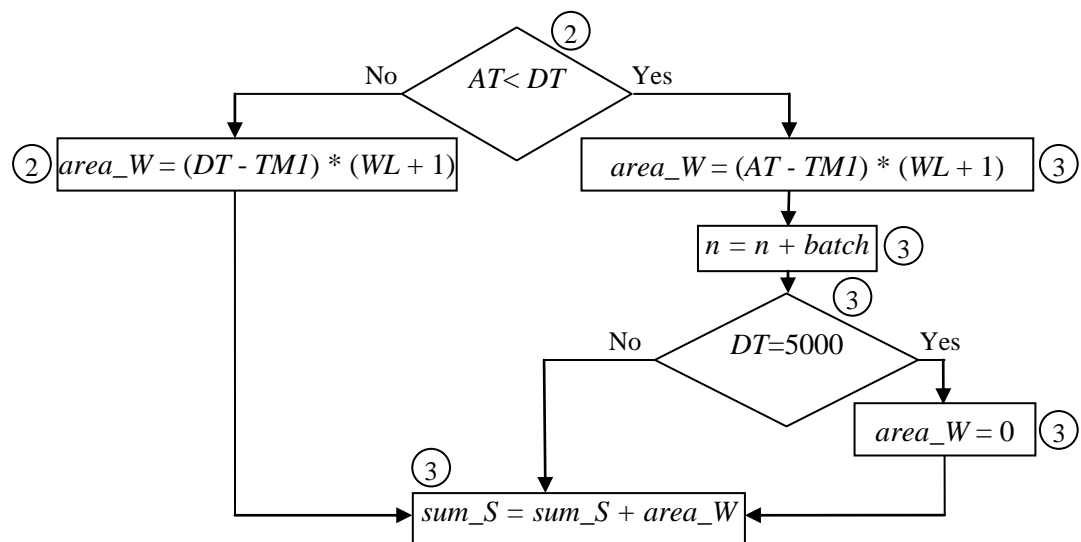 2
No
AT< DT
Yes
2
area_W = (DT - TM1) * (WL + 1)
area_W = (AT - TM1) * (WL + 1)
3
n = n + batch
3
3
No
DT=5000
Yes
area_W = 0
3
3
sum_S = sum_S + area_W